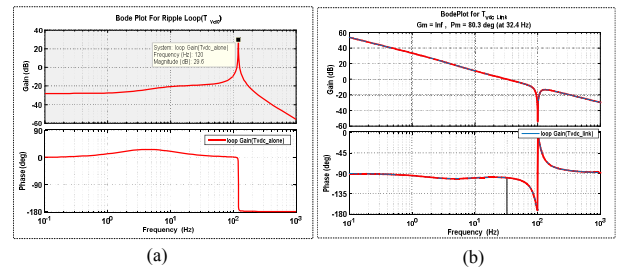 Bode Plot For Ripple Loop(T VdcR)
System: loop Gain(Tvdc_alone)
Frequency (Hz): 120
Magnitude (dB): 29.6
Gain (dB)
40
20
0
-20
-40
-60
loop Gain(Tvdc_alone)
Phase(deg)
90
0
-90
-180
10-1
100
101
102
103
Frequency (Hz)
(a)
BodePlot for Tvdc_Link
Gm = Inf , Pm = 80.3 deg (at 32.4 Hz)
Gain (dB)
60
40
20
0
-20
-40
-60
loop Gain(Tvdc_link)
Phase (deg)
0
-45
-90
-135
-180
10-1
100
101
102
103
Frequency (Hz)
(b)